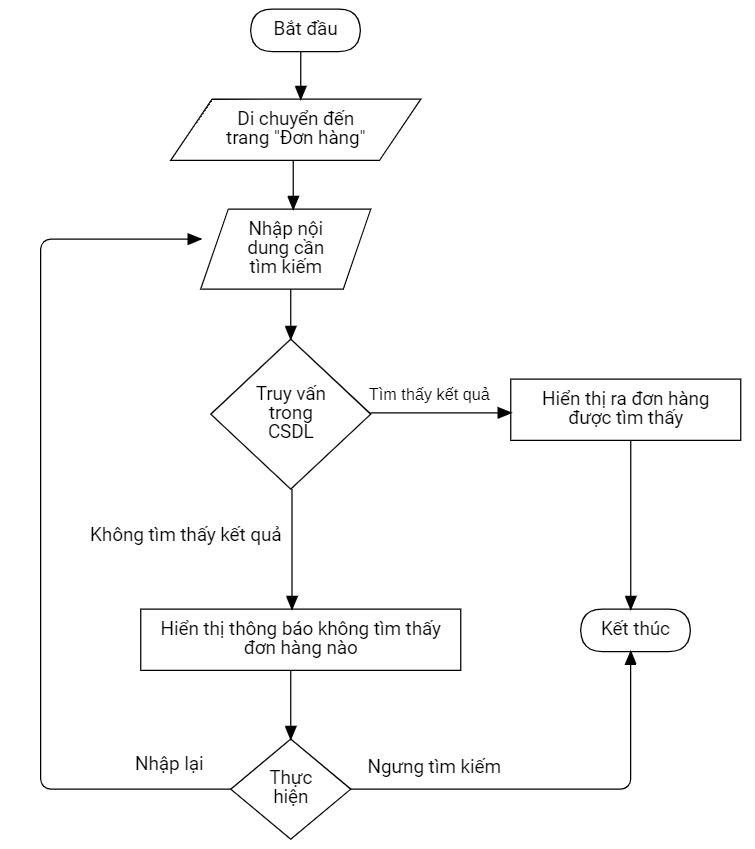 Bắt đầu
Di chuyển đến
trang "Đơn hàng"
Nhập nội
dung cần
tìm kiếm
Truy vấn
trong
CSDL
Tìm thấy kết quả
Hiển thị ra đơn hàng
được tìm thấy
Không tìm thấy kết quả
Hiển thị thông báo không tìm thấy
đơn hàng nào
Kết thúc
Nhập lại
Thực
hiện
Ngưng tìm kiếm